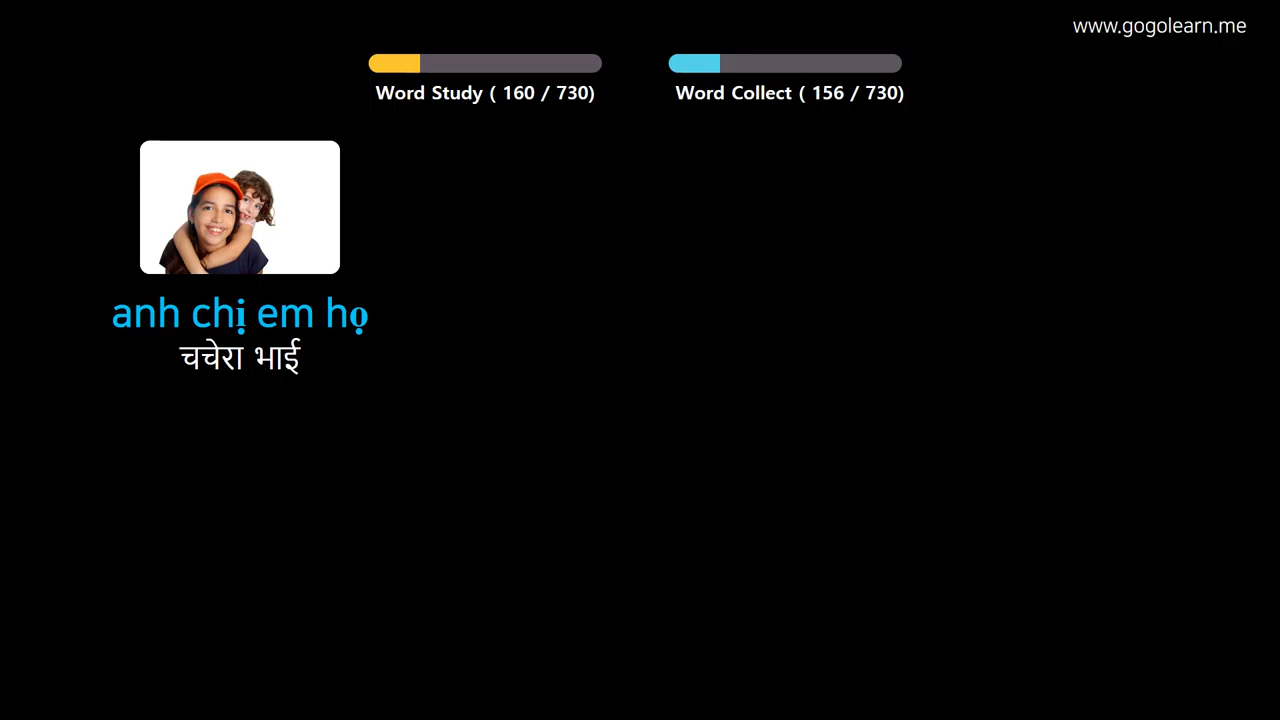 www.gogolearn.me
Word Study ( 160 / 730)
Word Collect ( 156 / 730)
anh chị em họ
चचेरा भाई